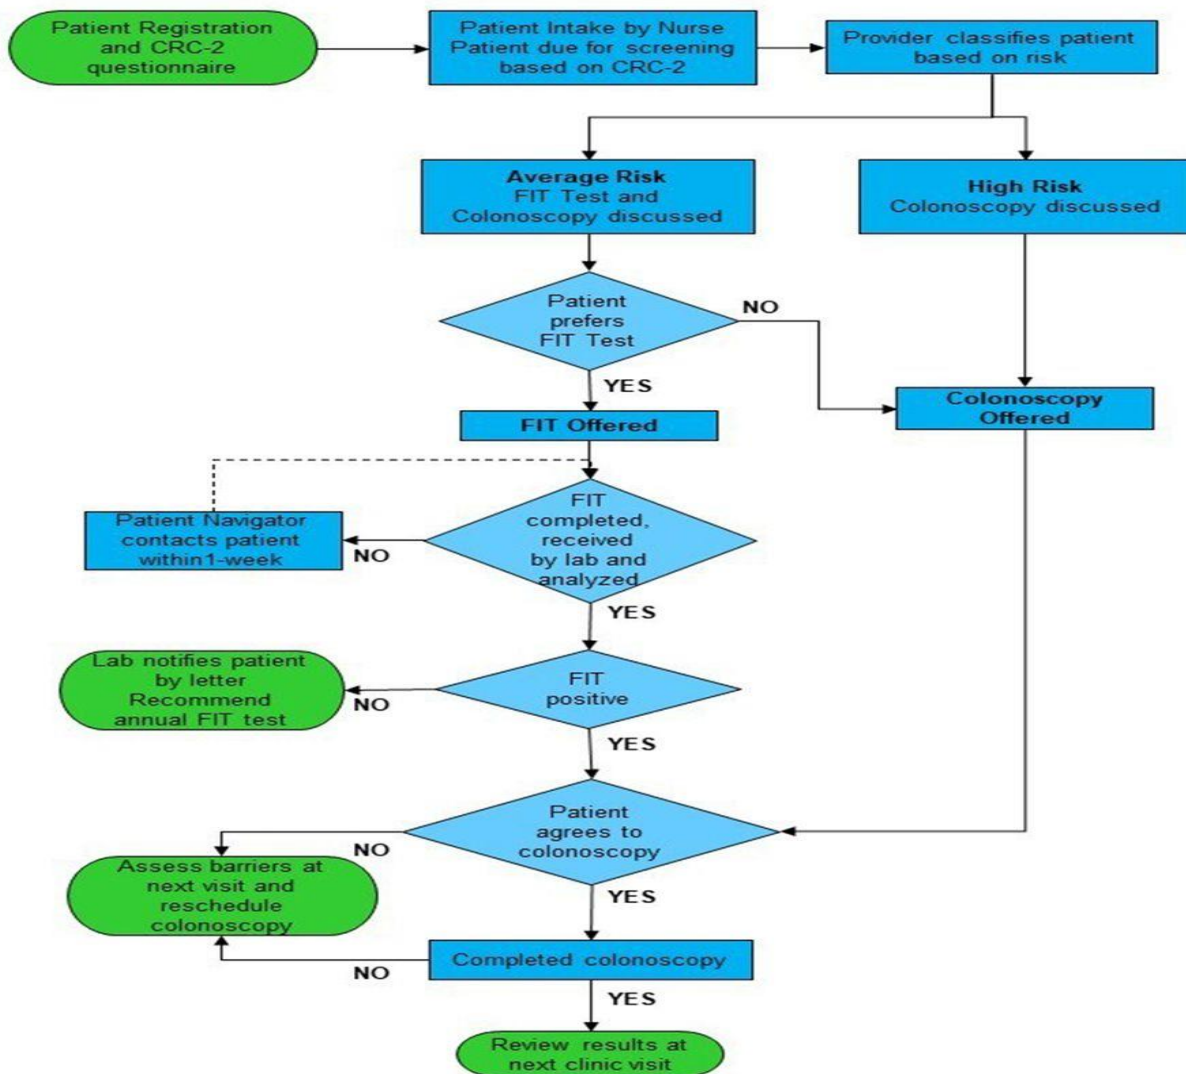 Patient Registration
and CRC-2
questionnaire
Patient Intake by Nurse
Patient due for screening
based on CRC-2
Provider classifies patient
based on risk
Average Risk
FIT Test and
Colonoscopy discussed
High Risk
Colonoscopy discussed
Patient
prefers
FIT Test
NO
YES
FIT Offered
Colonoscopy
Offered
FIT
completed,
received
by lab and
analyzed
Patient Navigator
contacts patient
within1-week
NO
YES
Lab notifies patient
by letter
Recommend
annual FIT test
FIT
positive
NO
YES
Patient
agrees to
colonoscopy
NO
Assess barriers at
next visit and
reschedule
colonoscopy
YES
Completed colonoscopy
NO
YES
Review results at
next clinic visit